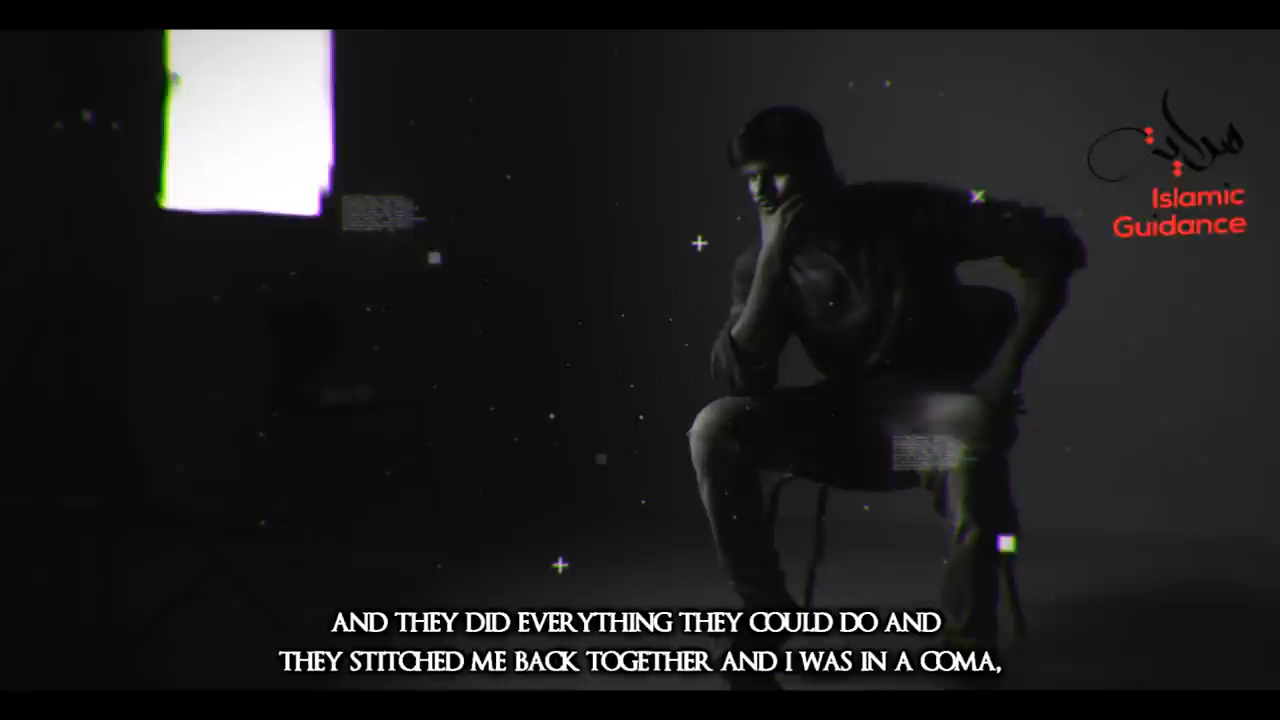 هداية
Islamic
Guidance
AND THEY DID EVERYTHING THEY COULD DO AND
THEY STITCHED ME BACK TOGETHER AND I WAS IN A COMA,